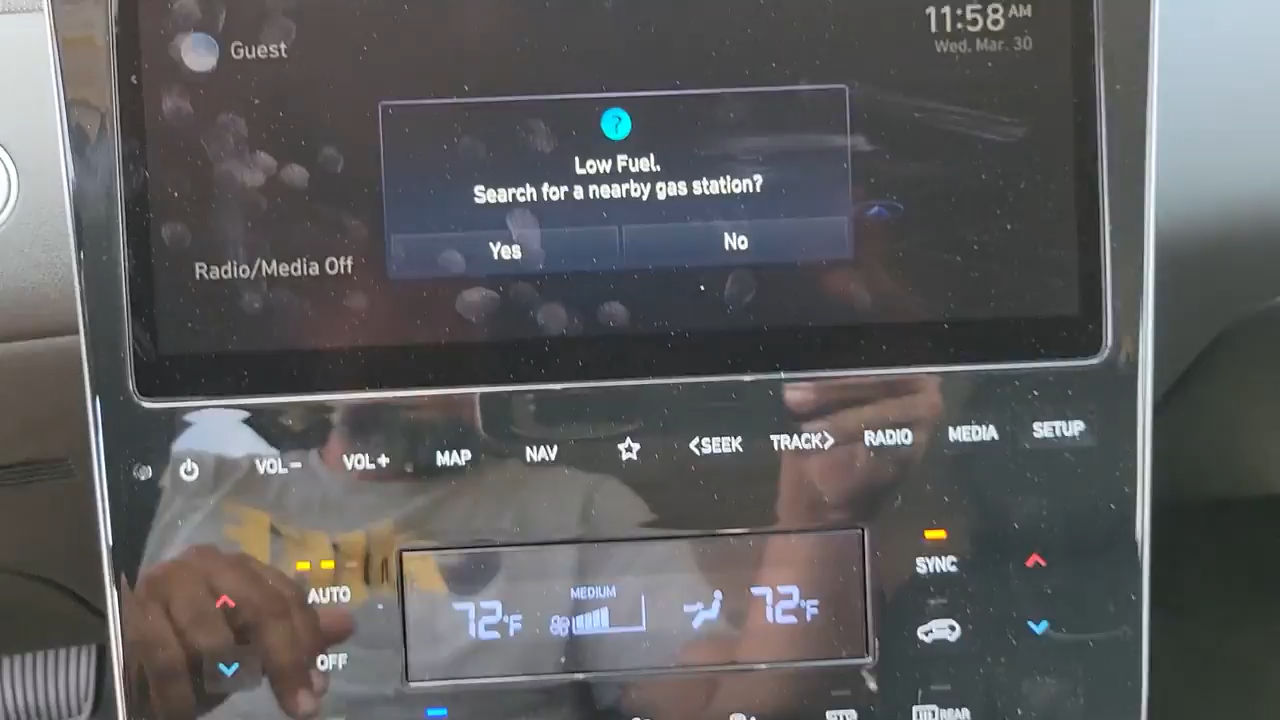 Guest
11:58 AM
Wed. Mar. 30
?
Low Fuel.
Search for a nearby gas station?
Yes
No
Radio/Media Off
VOL-
VOL+
MAP
NAV
<SEEK
TRACK>
RADIO
MEDIA
SETUP
AUTO
OFF
72°F
MEDIUM
72°F
SYNC
REAR